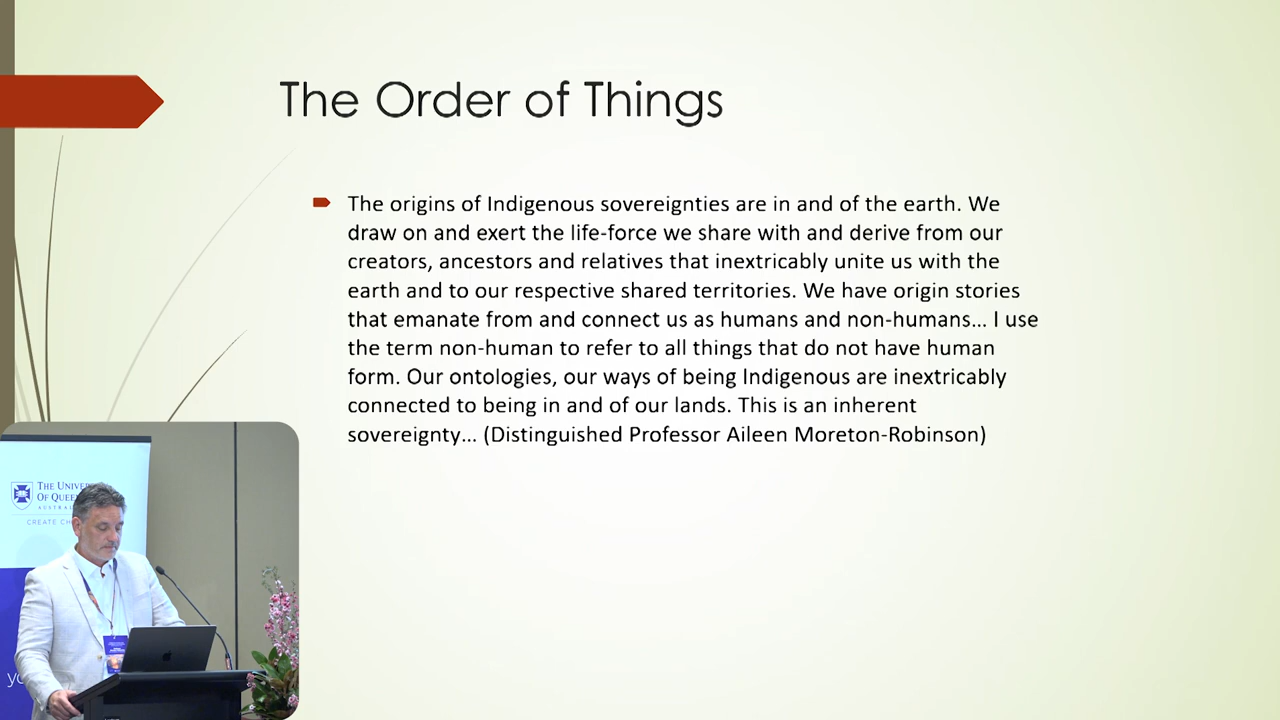 The Order of Things
The origins of Indigenous sovereignties are in and of the earth. We
draw on and exert the life-force we share with and derive from our
creators, ancestors and relatives that inextricably unite us with the
earth and to our respective shared territories. We have origin stories
that emanate from and connect us as humans and non-humans... I use
the term non-human to refer to all things that do not have human
form. Our ontologies, our ways of being Indigenous are inextricably
connected to being in and of our lands. This is an inherent
sovereignty... (Distinguished Professor Aileen Moreton-Robinson)
THE
OF
CREATE